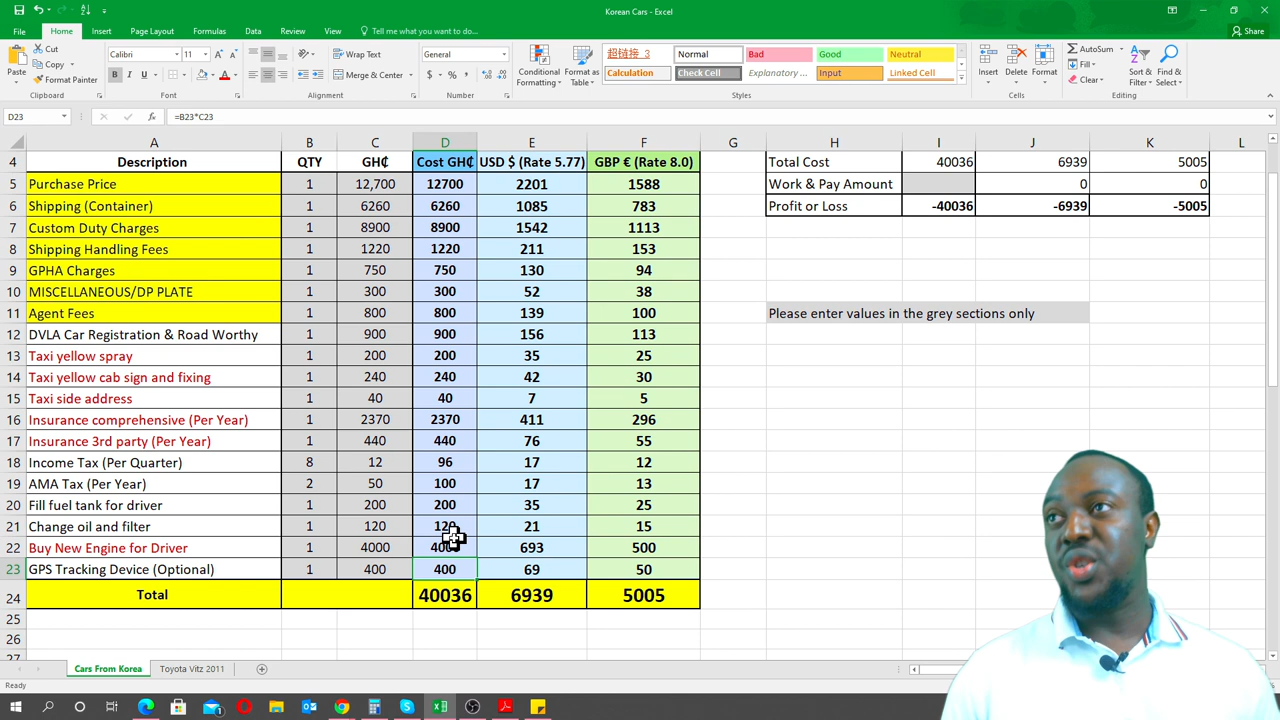 Korean Cars - Excel
File Home Insert Page Layout Formulas Data Review View Tell me what you want to do... Share
Paste Cut Copy Format Painter Clipboard
Calibri 11 Font
Wrap Text Merge & Center Alignment
General Number
Conditional Formatting Format as Table
超链接 3 Normal Bad Good Neutral
Calculation Check Cell Explanatory ... Input Linked Cell
Styles
Insert Delete Format Cells
AutoSum Fill Clear Sort & Filter Find & Select Editing
D23 =B23*C23
A B C D E F G H I J K L
4 Description QTY GH₵ Cost GH₵ USD $ (Rate 5.77) GBP € (Rate 8.0) Total Cost 40036 6939 5005
5 Purchase Price 1 12,700 12700 2201 1588 Work & Pay Amount 0 0
6 Shipping (Container) 1 6260 6260 1085 783 Profit or Loss -40036 -6939 -5005
7 Custom Duty Charges 1 8900 8900 1542 1113
8 Shipping Handling Fees 1 1220 1220 211 153
9 GPHA Charges 1 750 750 130 94
10 MISCELLANEOUS/DP PLATE 1 300 300 52 38
11 Agent Fees 1 800 800 139 100 Please enter values in the grey sections only
12 DVLA Car Registration & Road Worthy 1 900 900 156 113
13 Taxi yellow spray 1 200 200 35 25
14 Taxi yellow cab sign and fixing 1 240 240 42 30
15 Taxi side address 1 40 40 7 5
16 Insurance comprehensive (Per Year) 1 2370 2370 411 296
17 Insurance 3rd party (Per Year) 1 440 440 76 55
18 Income Tax (Per Quarter) 8 12 96 17 12
19 AMA Tax (Per Year) 2 50 100 17 13
20 Fill fuel tank for driver 1 200 200 35 25
21 Change oil and filter 1 120 120 21 15
22 Buy New Engine for Driver 1 4000 4000 693 500
23 GPS Tracking Device (Optional) 1 400 400 69 50
24 Total 40036 6939 5005
25
26
27
Cars From Korea Toyota Vitz 2011
Ready